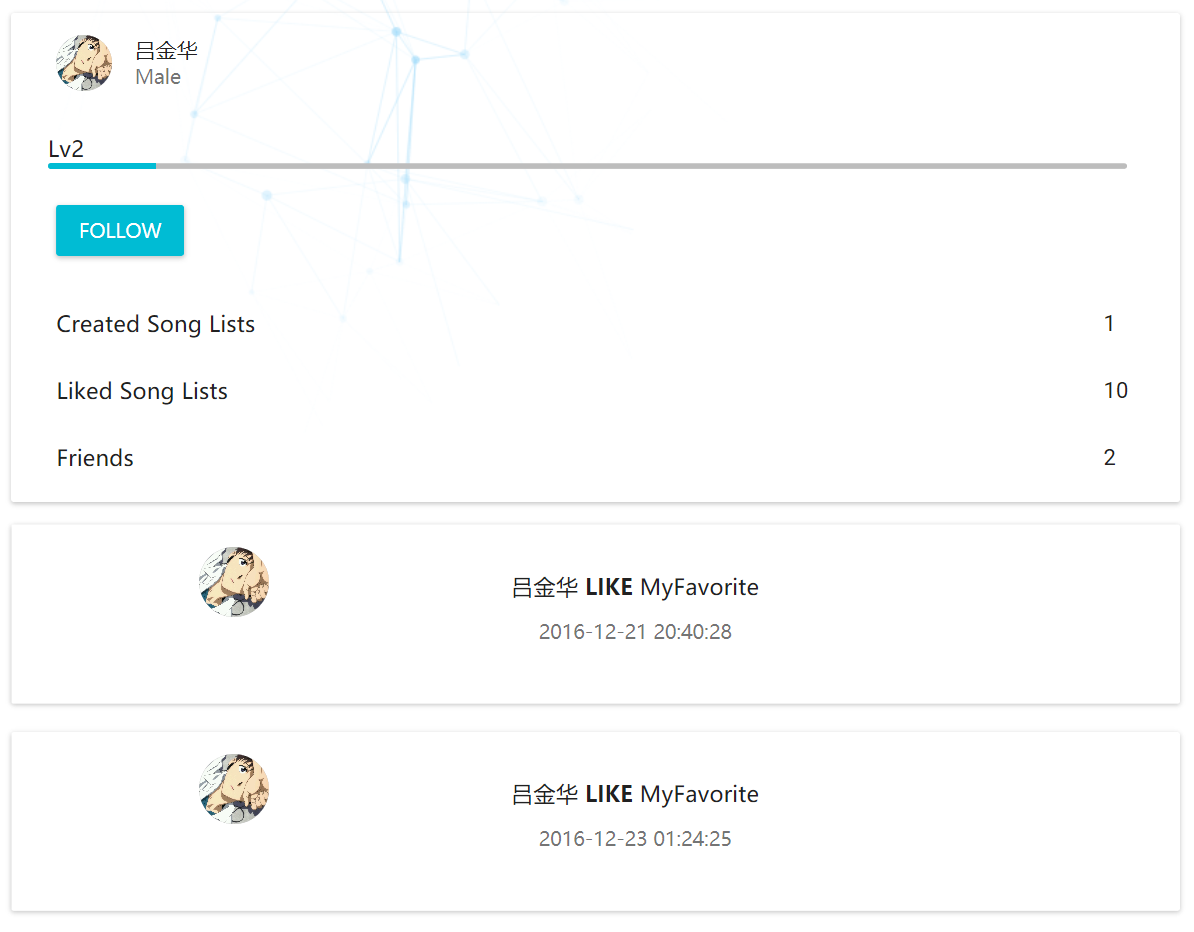 吕金华
Male
Lv2
FOLLOW
Created Song Lists 1
Liked Song Lists 10
Friends 2
吕金华 LIKE MyFavorite
2016-12-21 20:40:28
吕金华 LIKE MyFavorite
2016-12-23 01:24:25